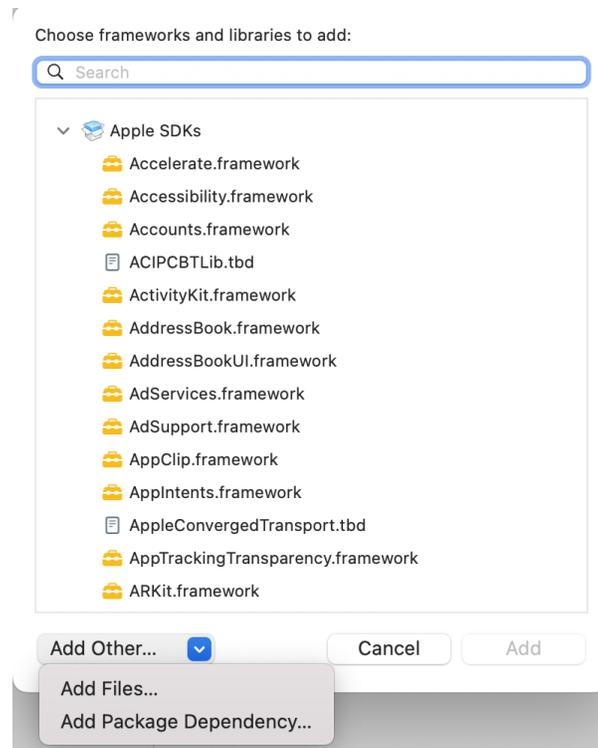 Choose frameworks and libraries to add:
Search
Apple SDKs
Accelerate.framework
Accessibility.framework
Accounts.framework
ACIPCBTLib.tbd
ActivityKit.framework
AddressBook.framework
AddressBookUI.framework
AdServices.framework
AdSupport.framework
AppClip.framework
AppIntents.framework
AppleConvergedTransport.tbd
AppTrackingTransparency.framework
ARKit.framework
Add Other... Cancel Add
Add Files...
Add Package Dependency...